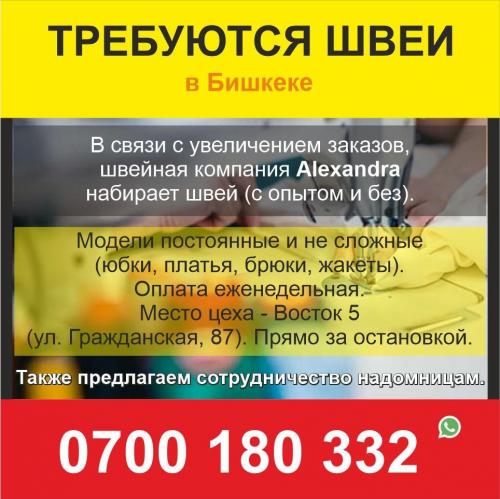 ТРЕБУЮТСЯ ШВЕИ
в Бишкеке
В связи с увеличением заказов,
швейная компания Alexandra
набирает швей (с опытом и без).
Модели постоянные и не сложные
(юбки, платья, брюки, жакеты).
Оплата еженедельная.
Место цеха - Восток 5
(ул. Гражданская, 87). Прямо за остановкой.
Также предлагаем сотрудничество надомницам.
0700 180 332